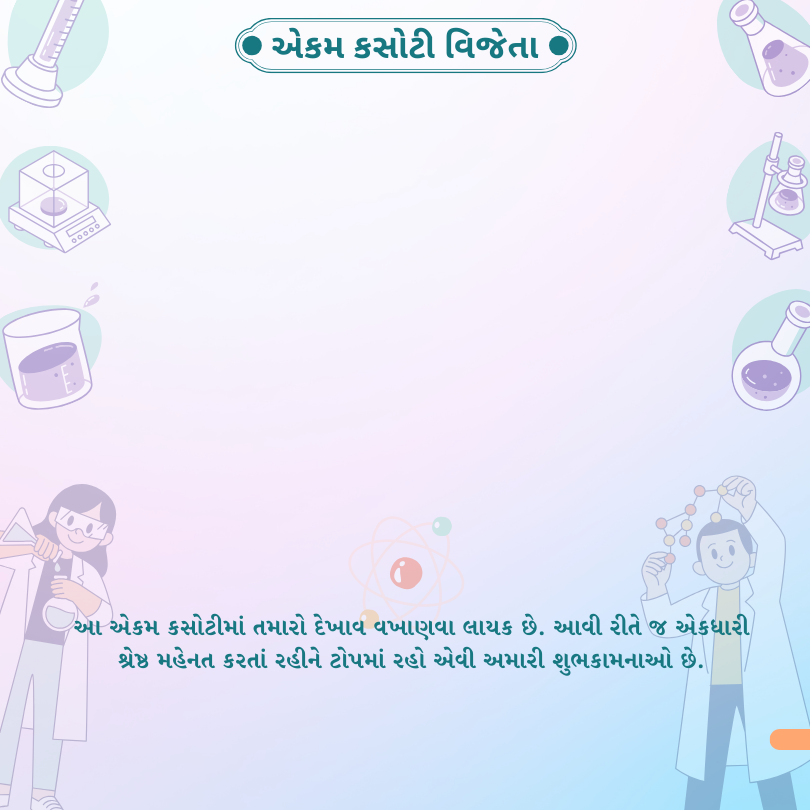 એકમ કસોટી વિજેતા
આ એકમ કસોટીમાં તમારો દેખાવ વખાણવા લાયક છે. આવી રીતે જ એકધારી
શ્રેષ્ઠ મહેનત કરતાં રહીને ટોપમાં રહો એવી અમારી શુભકામનાઓ છે.